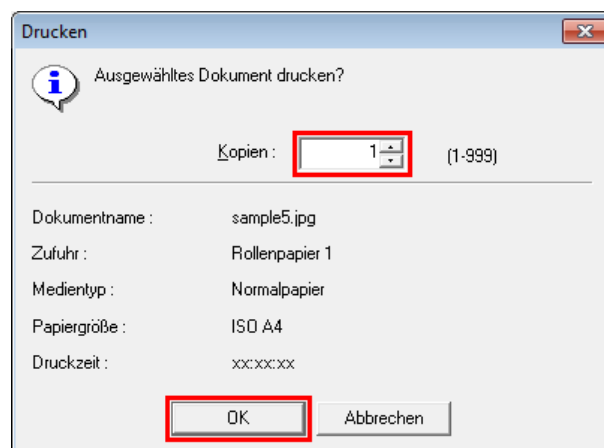 Drucken
Ausgewähltes Dokument drucken?
Kopien : 1 (1-999)
Dokumentname : sample5.jpg
Zufuhr : Rollenpapier 1
Medientyp : Normalpapier
Papiergröße : ISO A4
Druckzeit : xx:xx:xx
OK Abbrechen